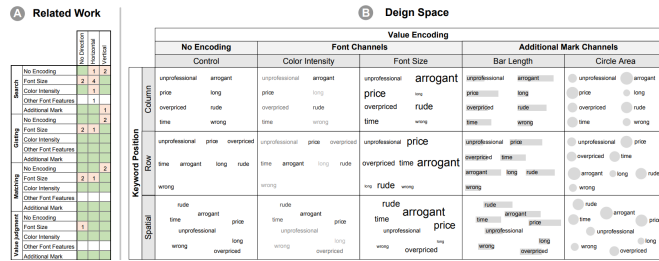 A Related Work
No Direction
Horizontal
Vertical
Search
No Encoding 1 2
Font Size 2 4
Color Intensity 1
Other Font Features 1
Additional Mark 1
Gisting
No Encoding 2
Font Size 2 1
Color Intensity
Other Font Features
Additional Mark
Matching
No Encoding 2
Font Size 2 1
Color Intensity
Other Font Features
Additional Mark
Value judgment
No Encoding
Font Size 1
Color Intensity
Other Font Features
Additional Mark
B Deign Space
Value Encoding
No Encoding Font Channels Additional Mark Channels
Control Color Intensity Font Size Bar Length Circle Area
Keyword Position
Column
unprofessional arrogant unprofessional arrogant unprofessional arrogant unprofessional arrogant unprofessional arrogant
price long price long price long price long price long
overpriced rude overpriced rude overpriced rude overpriced rude overpriced rude
time wrong time wrong time wrong time wrong time wrong
Row
unprofessional price overpriced unprofessional price overpriced unprofessional price unprofessional price unprofessional price
overpriced time overpriced time
time arrogant long rude time arrogant long rude overpriced time arrogant arrogant long rude arrogant long rude
wrong wrong long rude wrong wrong wrong
Spatial
rude rude rude rude rude
arrogant arrogant arrogant arrogant arrogant
time price time price time price time price time price
unprofessional unprofessional unprofessional unprofessional unprofessional
wrong long wrong long wrong long wrong long wrong long
overpriced overpriced overpriced overpriced overpriced